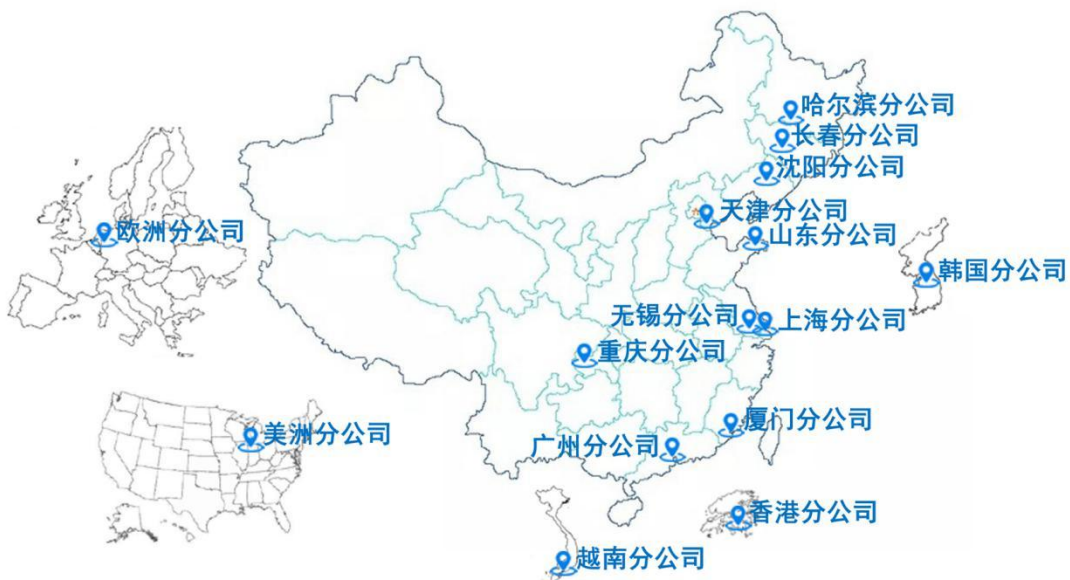 哈尔滨分公司
长春分公司
沈阳分公司
天津分公司
欧洲分公司
山东分公司
韩国分公司
无锡分公司
上海分公司
重庆分公司
厦门分公司
美洲分公司
广州分公司
香港分公司
越南分公司